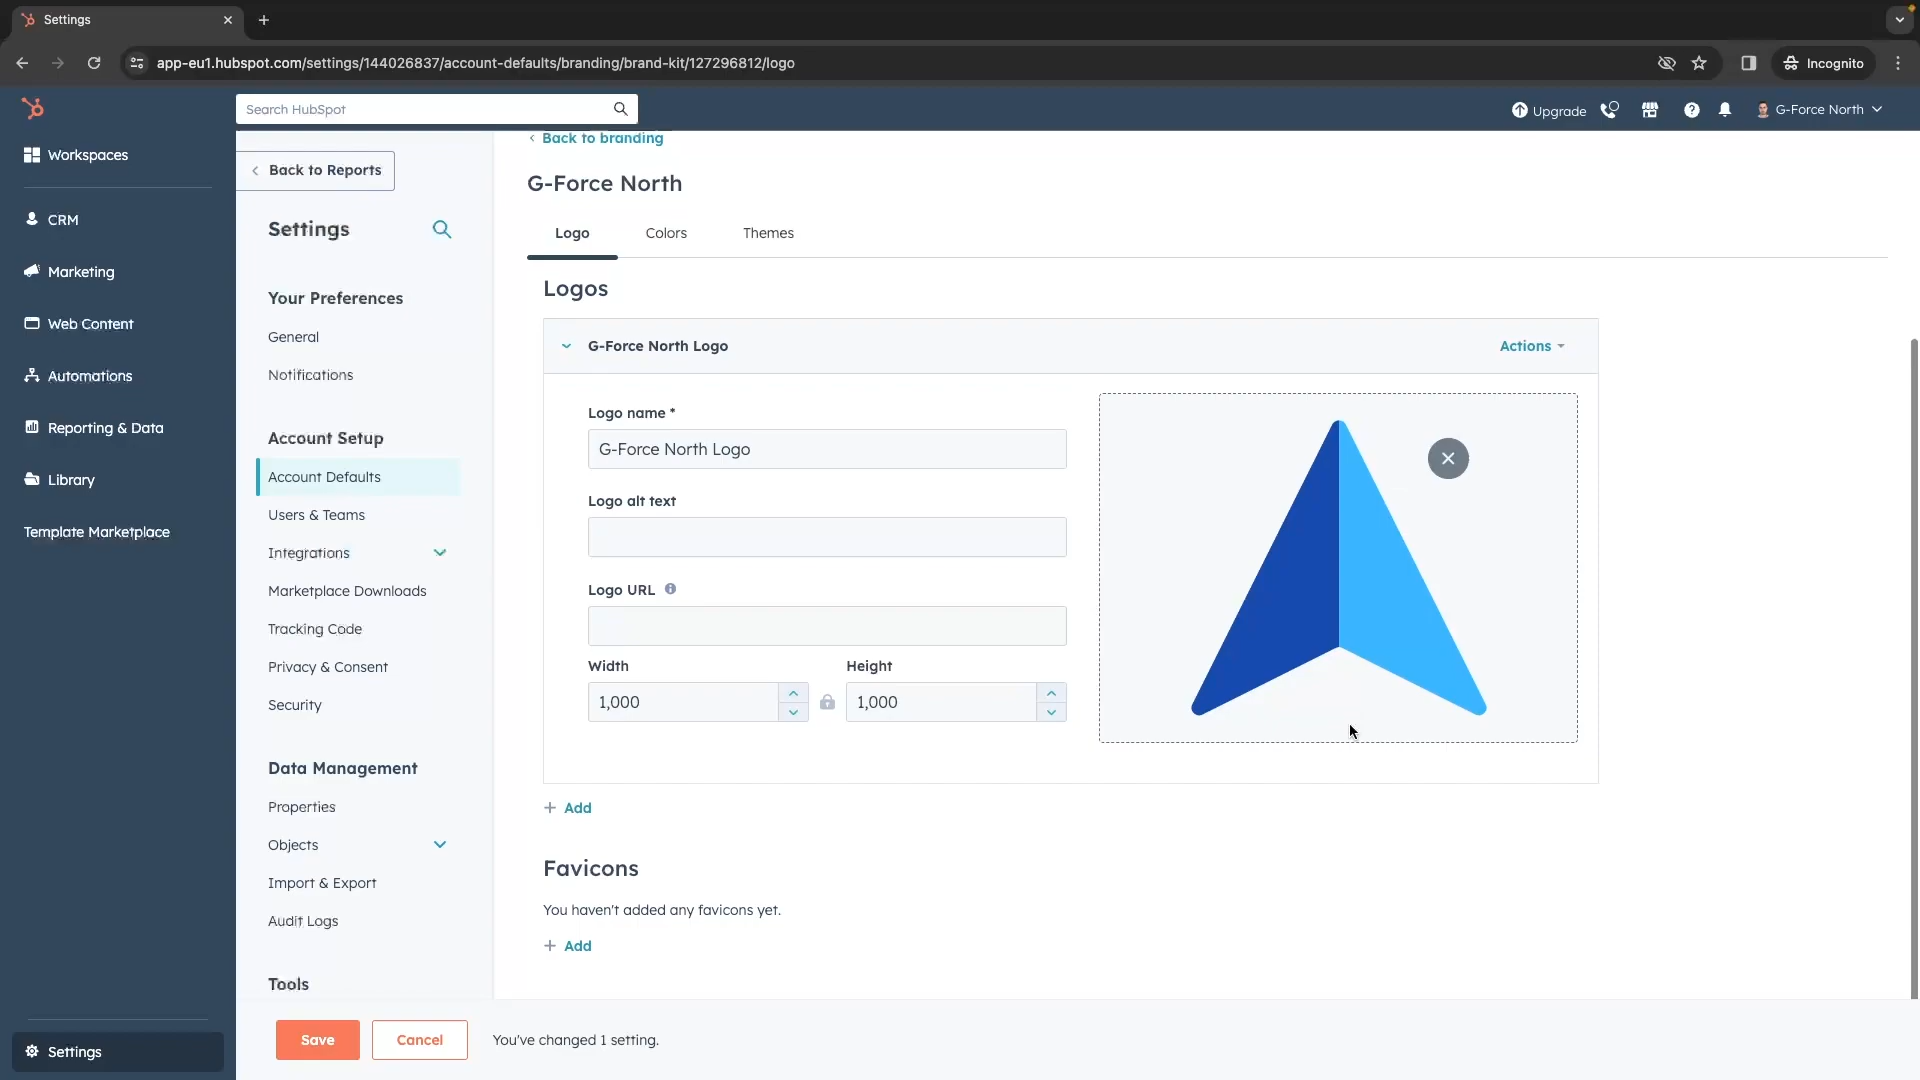 Settings
app-eu1.hubspot.com/settings/144026837/account-defaults/branding/brand-kit/127296812/logo
Incognito
Search HubSpot
Upgrade
G-Force North
Workspaces
CRM
Marketing
Web Content
Automations
Reporting & Data
Library
Template Marketplace
Settings
Back to Reports
Settings
Your Preferences
General
Notifications
Account Setup
Account Defaults
Users & Teams
Integrations
Marketplace Downloads
Tracking Code
Privacy & Consent
Security
Data Management
Properties
Objects
Import & Export
Audit Logs
Tools
Back to branding
G-Force North
Logo Colors Themes
Logos
G-Force North Logo Actions
Logo name *
G-Force North Logo
Logo alt text
Logo URL
Width Height
1,000 1,000
+ Add
Favicons
You haven't added any favicons yet.
+ Add
Save Cancel You've changed 1 setting.